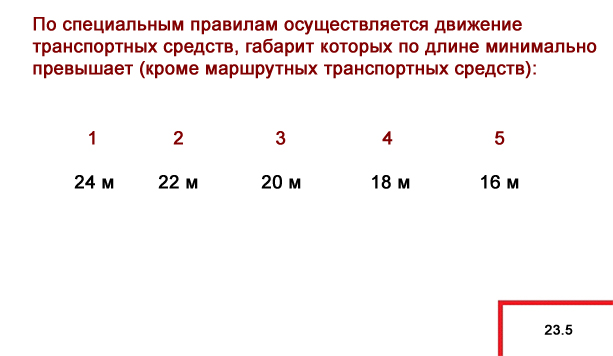 По специальным правилам осуществляется движение
транспортных средств, габарит которых по длине минимально
превышает (кроме маршрутных транспортных средств):
1 2 3 4 5
24 м 22 м 20 м 18 м 16 м
23.5